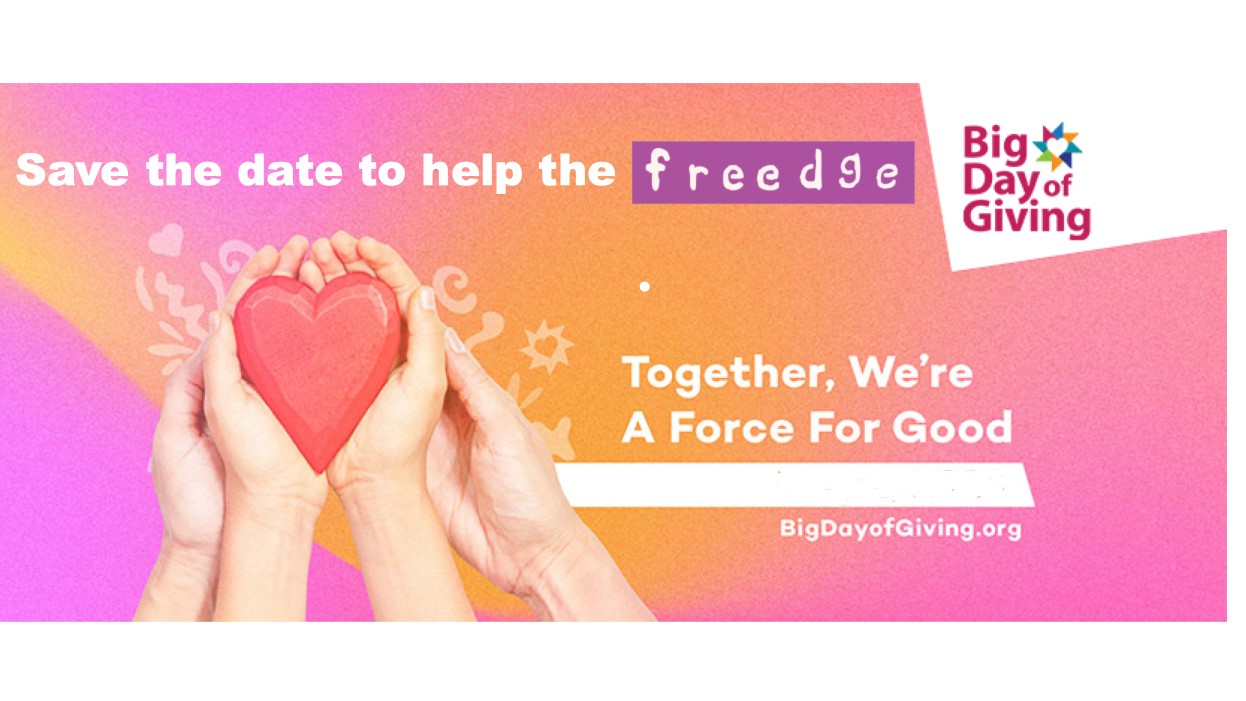 Save the date to help the freedge
Big
Day of
Giving
Together, We're
A Force For Good
BigDayofGiving.org